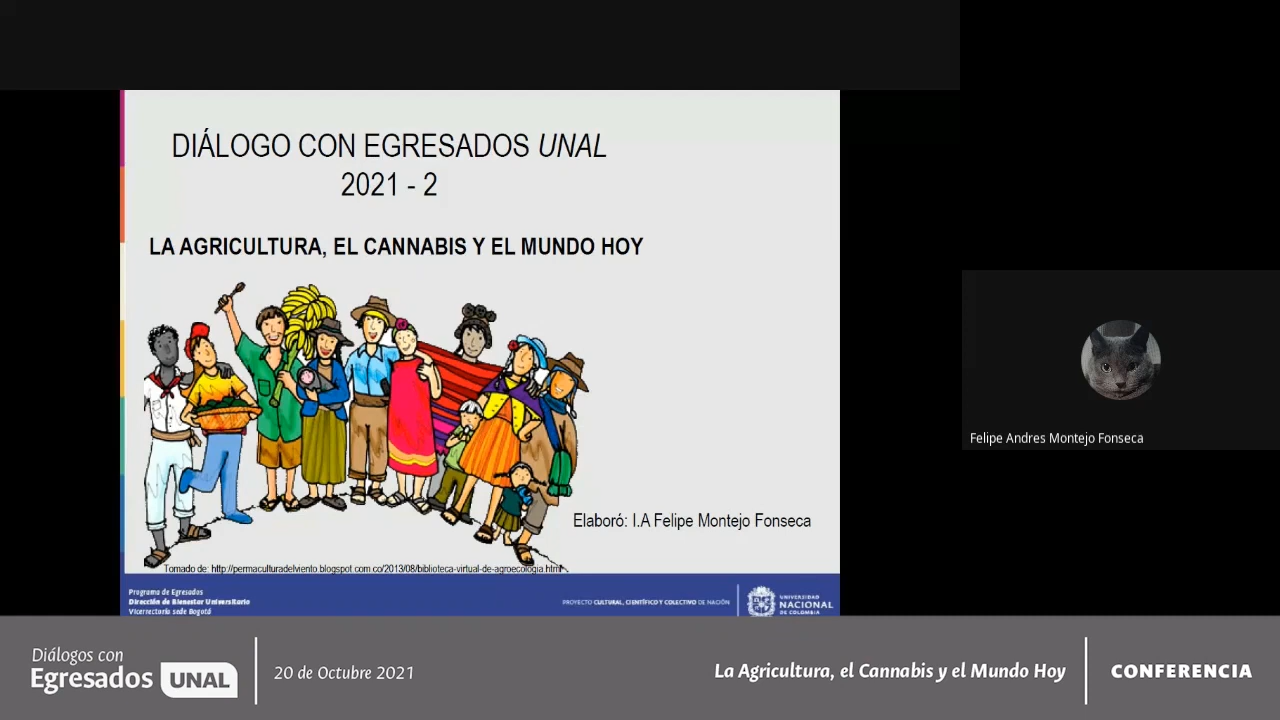 DIÁLOGO CON EGRESADOS UNAL
2021 - 2
LA AGRICULTURA, EL CANNABIS Y EL MUNDO HOY
Elaboró: I.A Felipe Montejo Fonseca
Tomado de: http://permaculturadelviento.blogspot.com.co/2013/08/biblioteca-virtual-de-agroecologia.html
Programa de Egresados
Dirección de Bienestar Universitario
Vicerrectoría sede Bogotá
PROYECTO CULTURAL, CIENTÍFICO Y COLECTIVO DE NACIÓN
UNIVERSIDAD
NACIONAL
DE COLOMBIA
Felipe Andres Montejo Fonseca
Diálogos con
Egresados UNAL
20 de Octubre 2021
La Agricultura, el Cannabis y el Mundo Hoy
CONFERENCIA